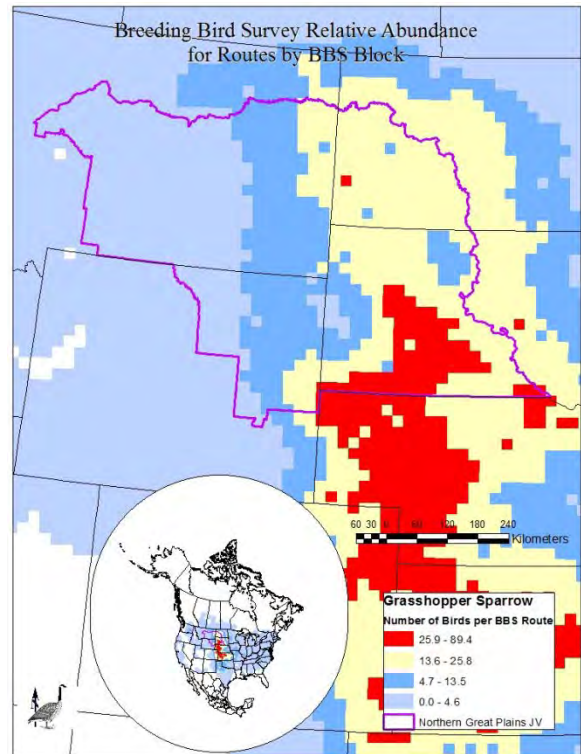 Breeding Bird Survey Relative Abundance
for Routes by BBS Block
60 30 0 60 120 180 240
Kilometers
Grasshopper Sparrow
Number of Birds per BBS Route
25.9 - 89.4
13.6 - 25.8
4.7 - 13.5
0.0 - 4.6
Northern Great Plains JV